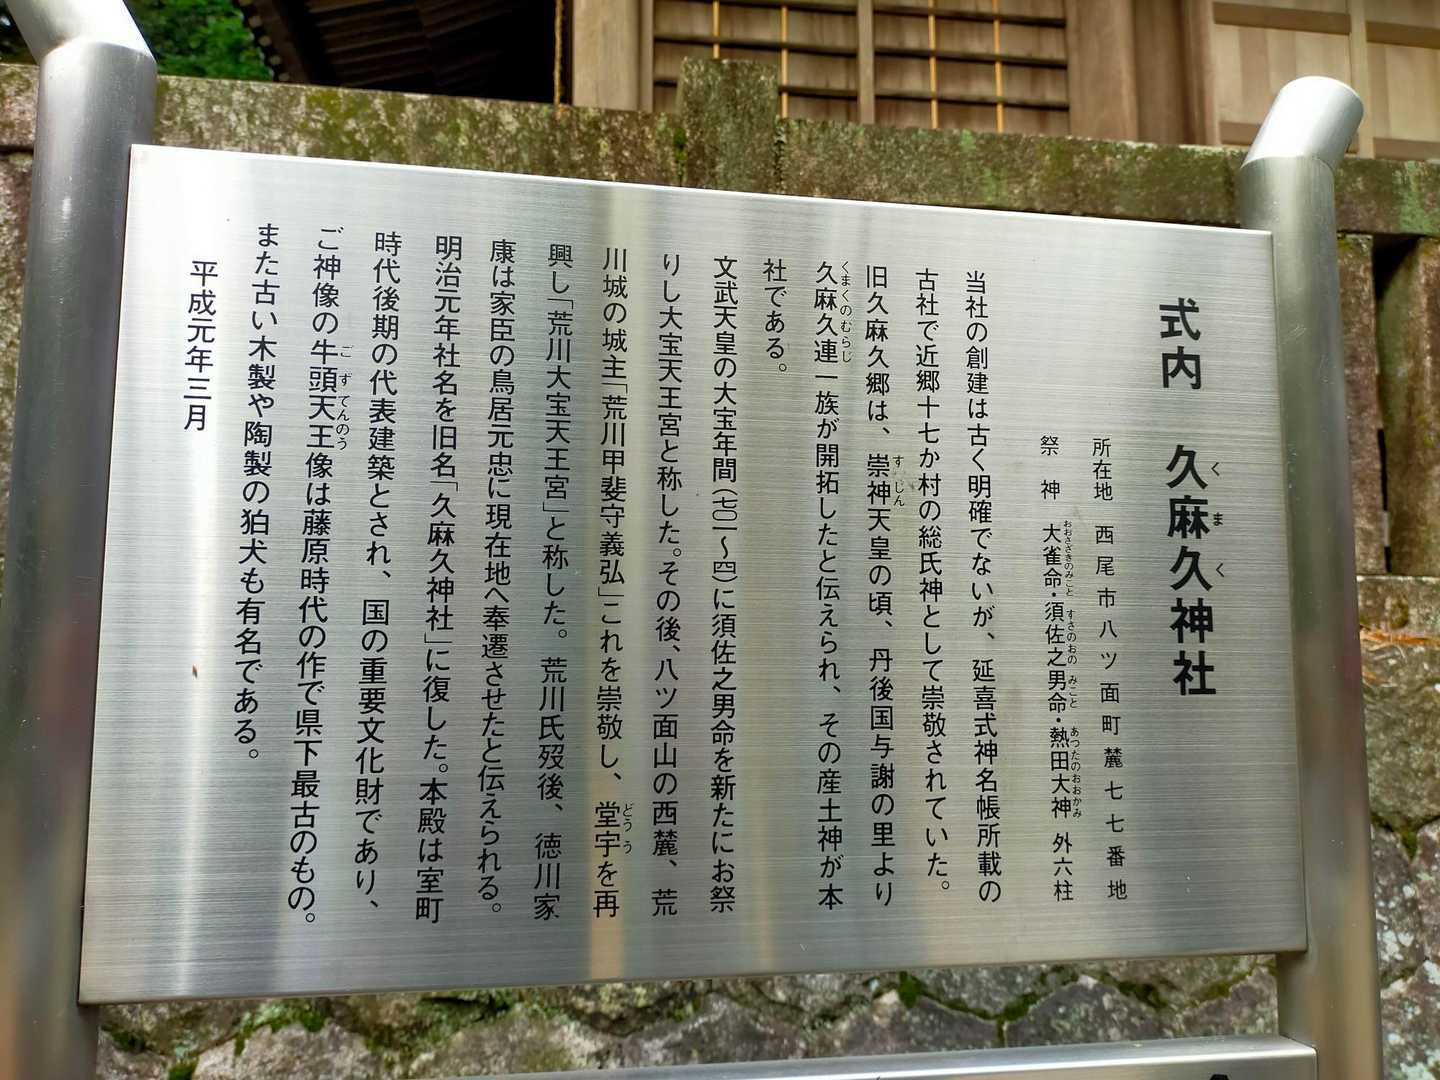 式内 久麻久神社
所在地 西尾市八ツ面町麓七七番地
祭神 大雀命・須佐之男命・熱田大神 外六柱
当社の創建は古く明確でないが、延喜式神名帳所載の
古社で近郷十七か村の総氏神として崇敬されていた。
旧久麻久郷は、崇神天皇の頃、丹後国与謝の里より
久麻久連一族が開拓したと伝えられ、その産土神が本
社である。
文武天皇の大宝年間(七〇一〜四)に須佐之男命を新たにお祭
りし大宝天王宮と称した。その後、八ツ面山の西麓、荒
川城の城主「荒川甲斐守義弘」これを崇敬し、堂宇を再
興し「荒川大宝天王宮」と称した。荒川氏歿後、徳川家
康は家臣の鳥居元忠に現在地へ奉遷させたと伝えられる。
明治元年社名を旧名「久麻久神社」に復した。本殿は室町
時代後期の代表建築とされ、国の重要文化財であり、
ご神像の牛頭天王像は藤原時代の作で県下最古のもの。
また古い木製や陶製の狛犬も有名である。
平成元年三月